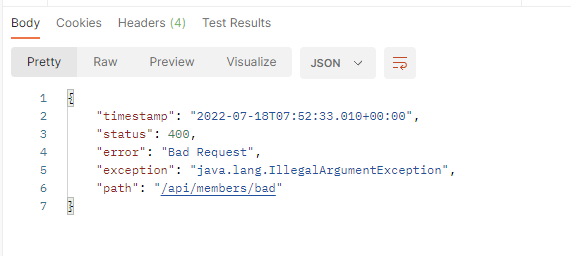 Body Cookies Headers (4) Test Results
Pretty Raw Preview Visualize JSON
1 {
2 "timestamp": "2022-07-18T07:52:33.010+00:00",
3 "status": 400,
4 "error": "Bad Request",
5 "exception": "java.lang.IllegalArgumentException",
6 "path": "/api/members/bad"
7 }